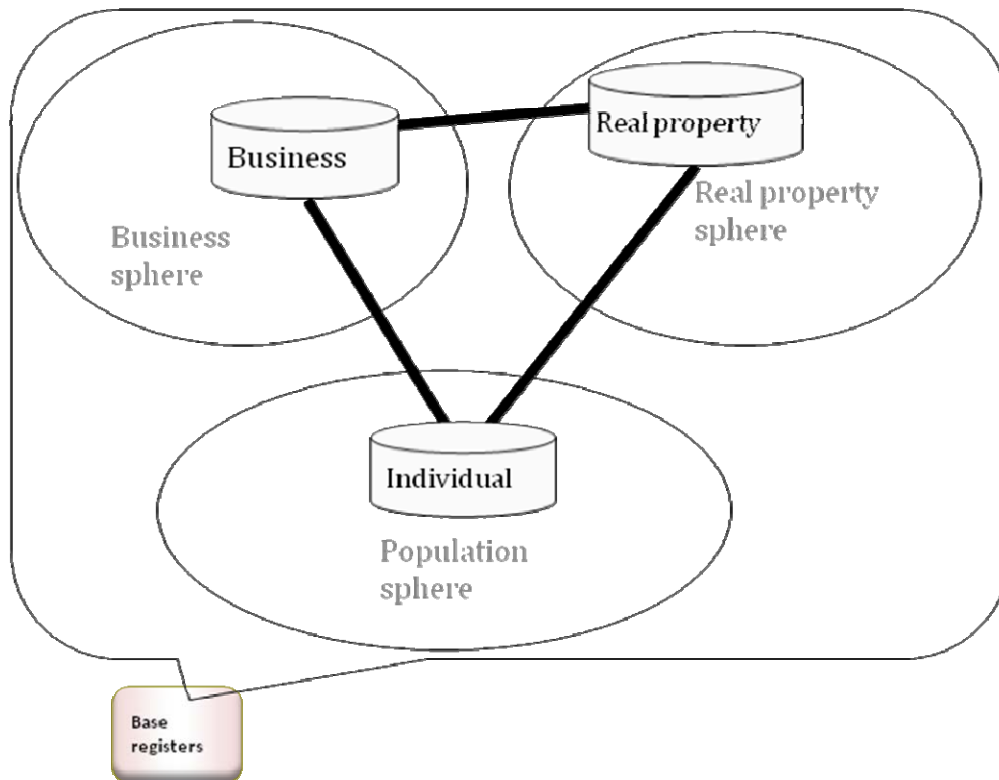 Business
Real property
Business
sphere
Real property
sphere
Individual
Population
sphere
Base
registers